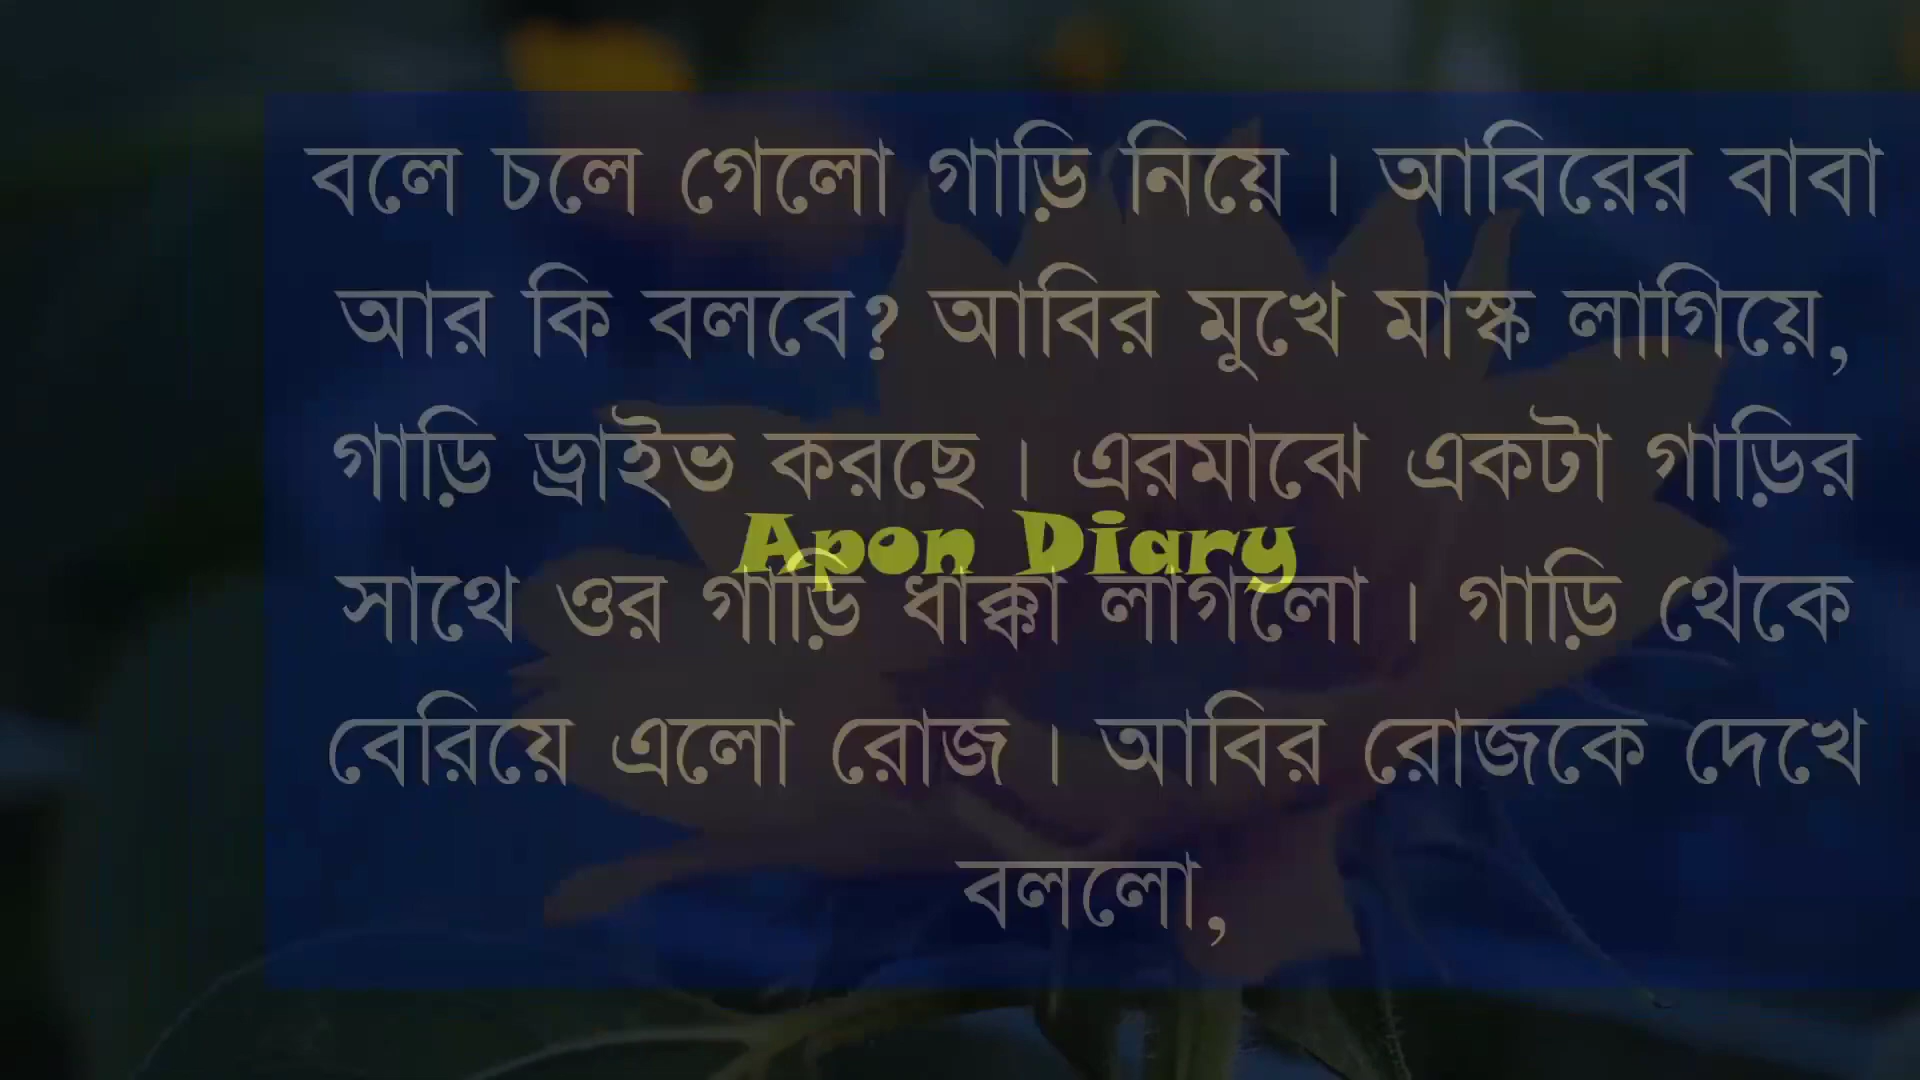 বলে চলে গেলো গাড়ি নিয়ে। আবিরের বাবা
আর কি বলবে? আবির মুখে মাস্ক লাগিয়ে,
গাড়ি ড্রাইভ করছে। এরমাঝে একটা গাড়ির
Apon Diary
সাথে ওর গাড়ি ধাক্কা লাগলো। গাড়ি থেকে
বেরিয়ে এলো রোজ। আবির রোজকে দেখে
বললো,